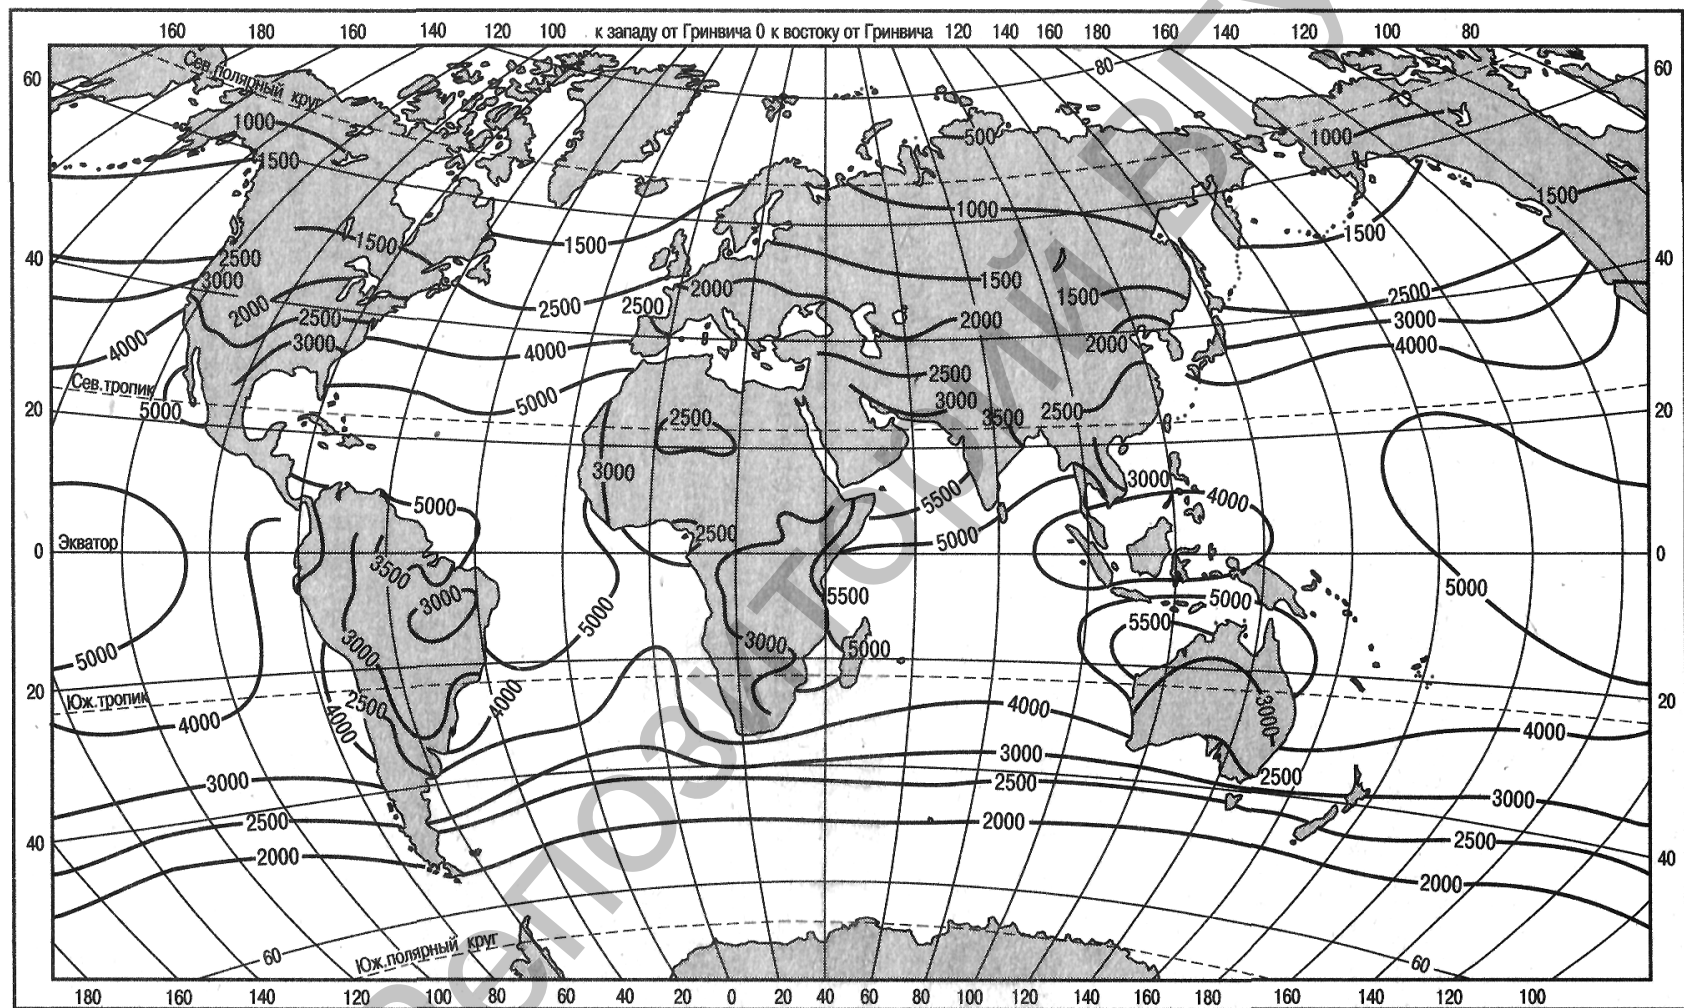 160 180 160 140 120 100 к западу от Гринвича 0 к востоку от Гринвича 120 140 160 180 160 140 120 100 80
60 Сев.полярный круг 80 60
1000 500 1000
1500 1500
1000
1500 1500 1500
40 2500 1500 40
3000 2000 1500 2500
2000 2500 2500 2000 3000
4000 2500 4000 2000 4000
3000 2500
Сев.тропик 5000 3000
20 5000 2500 3500 2500 20
3000 3000
5000 5500 4000
2500
0 Экватор 5000 0
3500 5000
3000 5500 5000
5000 5500
5000 3000 3000 5000
20 Юж.тропик 2500 4000 3000 20
4000 4000 4000 4000
3000 3000 2500
2500 3000
2500 2000 2500
40 2000 40
2000
60 Юж.полярный круг 60
180 160 120 100 80 60 40 20 0 20 40 60 80 100 120 140 160 180 160 140 120 100
репозиторий ВГУ